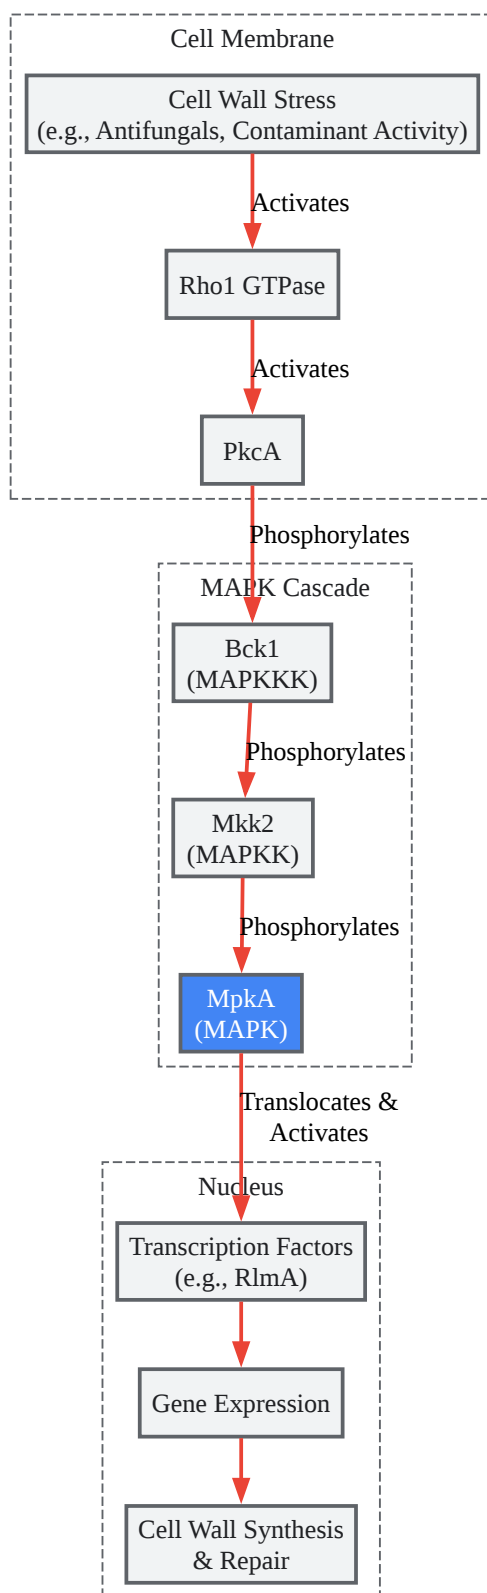 Cell Membrane
Cell Wall Stress
(e.g., Antifungals, Contaminant Activity)
Activates
Rho1 GTPase
Activates
PkcA
Phosphorylates
MAPK Cascade
Bck1
(MAPKKK)
Phosphorylates
Mkk2
(MAPKK)
Phosphorylates
MpkA
(MAPK)
Translocates &
Activates
Nucleus
Transcription Factors
(e.g., RlmA)
Gene Expression
Cell Wall Synthesis
& Repair